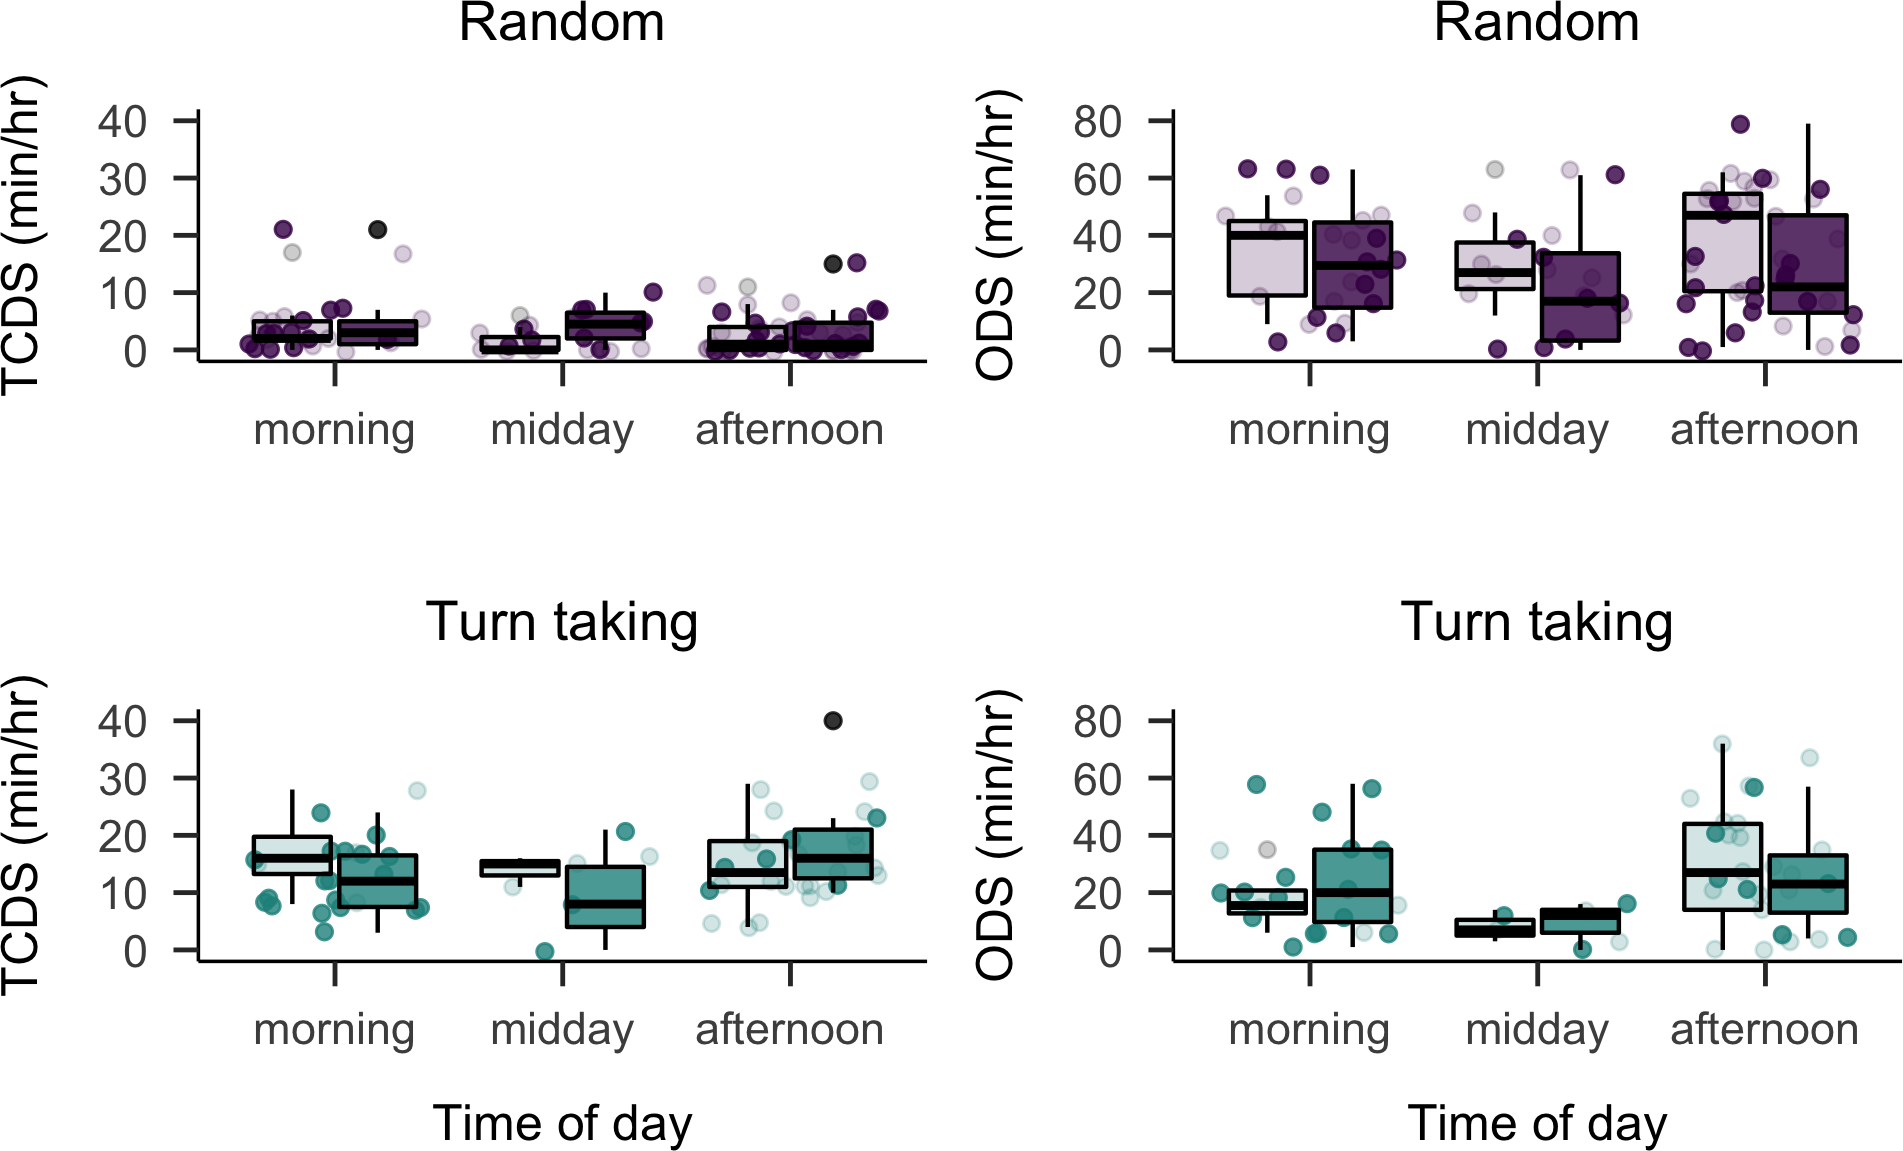 Random
TCDS (min/hr)
40
30
20
10
0
morning midday afternoon
Random
ODS (min/hr)
80
60
40
20
0
morning midday afternoon
Turn taking
TCDS (min/hr)
40
30
20
10
0
morning midday afternoon
Time of day
Turn taking
ODS (min/hr)
80
60
40
20
0
morning midday afternoon
Time of day